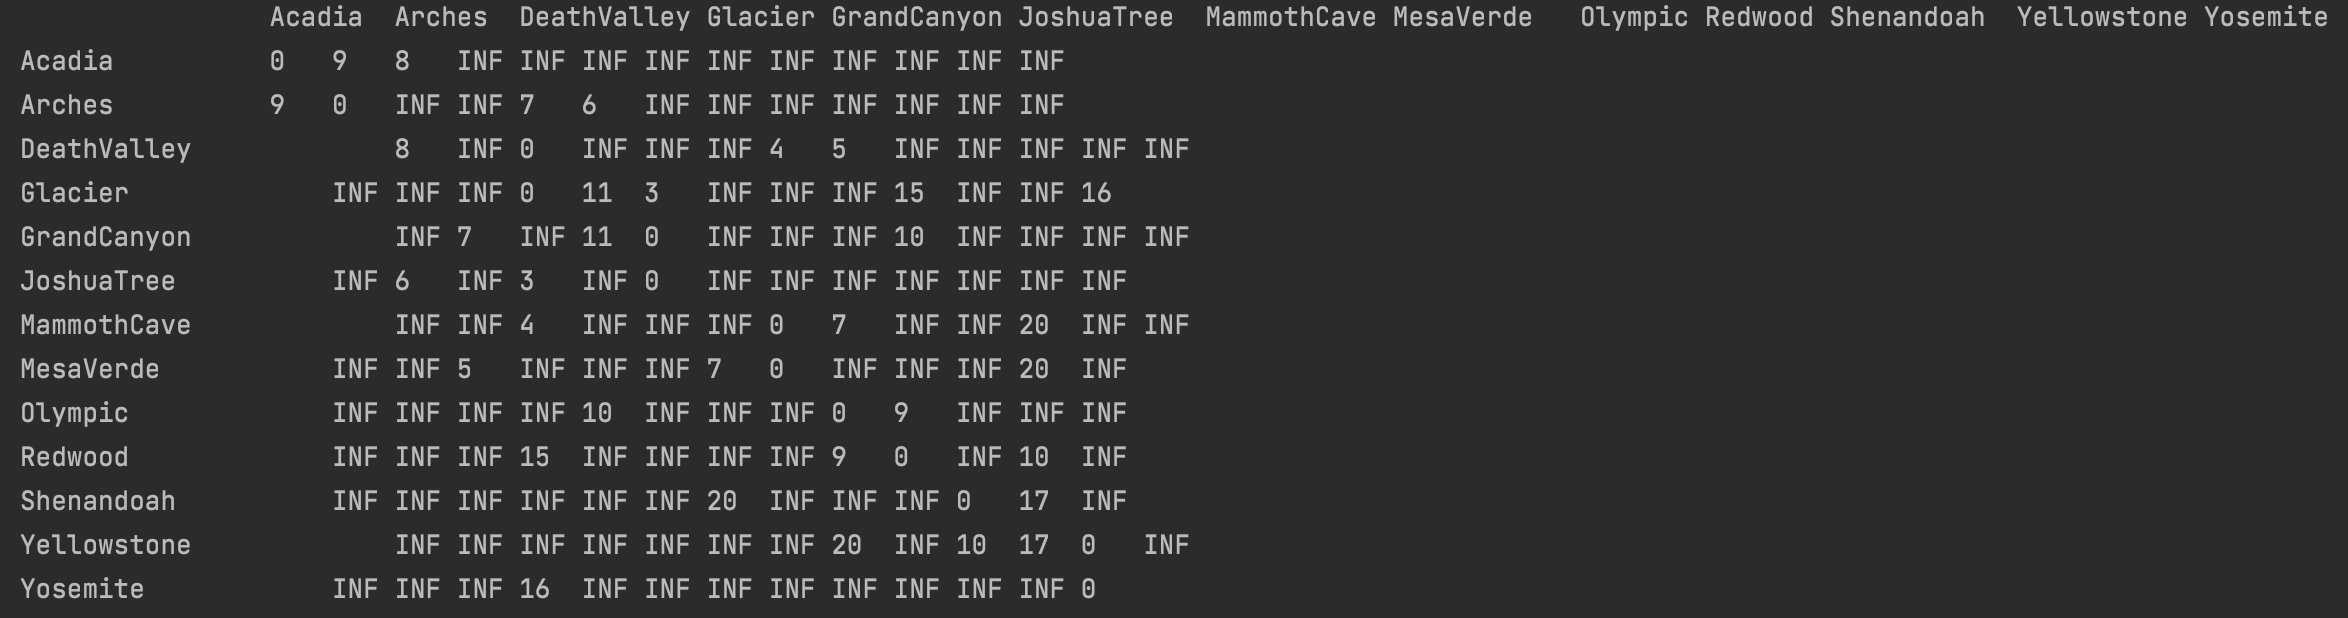 Acadia Arches DeathValley Glacier GrandCanyon JoshuaTree MammothCave MesaVerde Olympic Redwood Shenandoah Yellowstone Yosemite
Acadia 0 9 8 INF INF INF INF INF INF INF INF INF INF
Arches 9 0 INF INF 7 6 INF INF INF INF INF INF INF
DeathValley 8 INF 0 INF INF INF 4 5 INF INF INF INF INF
Glacier INF INF INF 0 11 3 INF INF INF 15 INF INF 16
GrandCanyon INF 7 INF 11 0 INF INF INF 10 INF INF INF INF
JoshuaTree INF 6 INF 3 INF 0 INF INF INF INF INF INF INF
MammothCave INF INF 4 INF INF INF 0 7 INF INF 20 INF INF
MesaVerde INF INF 5 INF INF INF 7 0 INF INF INF 20 INF
Olympic INF INF INF INF 10 INF INF INF 0 9 INF INF INF
Redwood INF INF INF 15 INF INF INF INF 9 0 INF 10 INF
Shenandoah INF INF INF INF INF INF 20 INF INF INF 0 17 INF
Yellowstone INF INF INF INF INF INF INF 20 INF 10 17 0 INF
Yosemite INF INF INF 16 INF INF INF INF INF INF INF INF 0